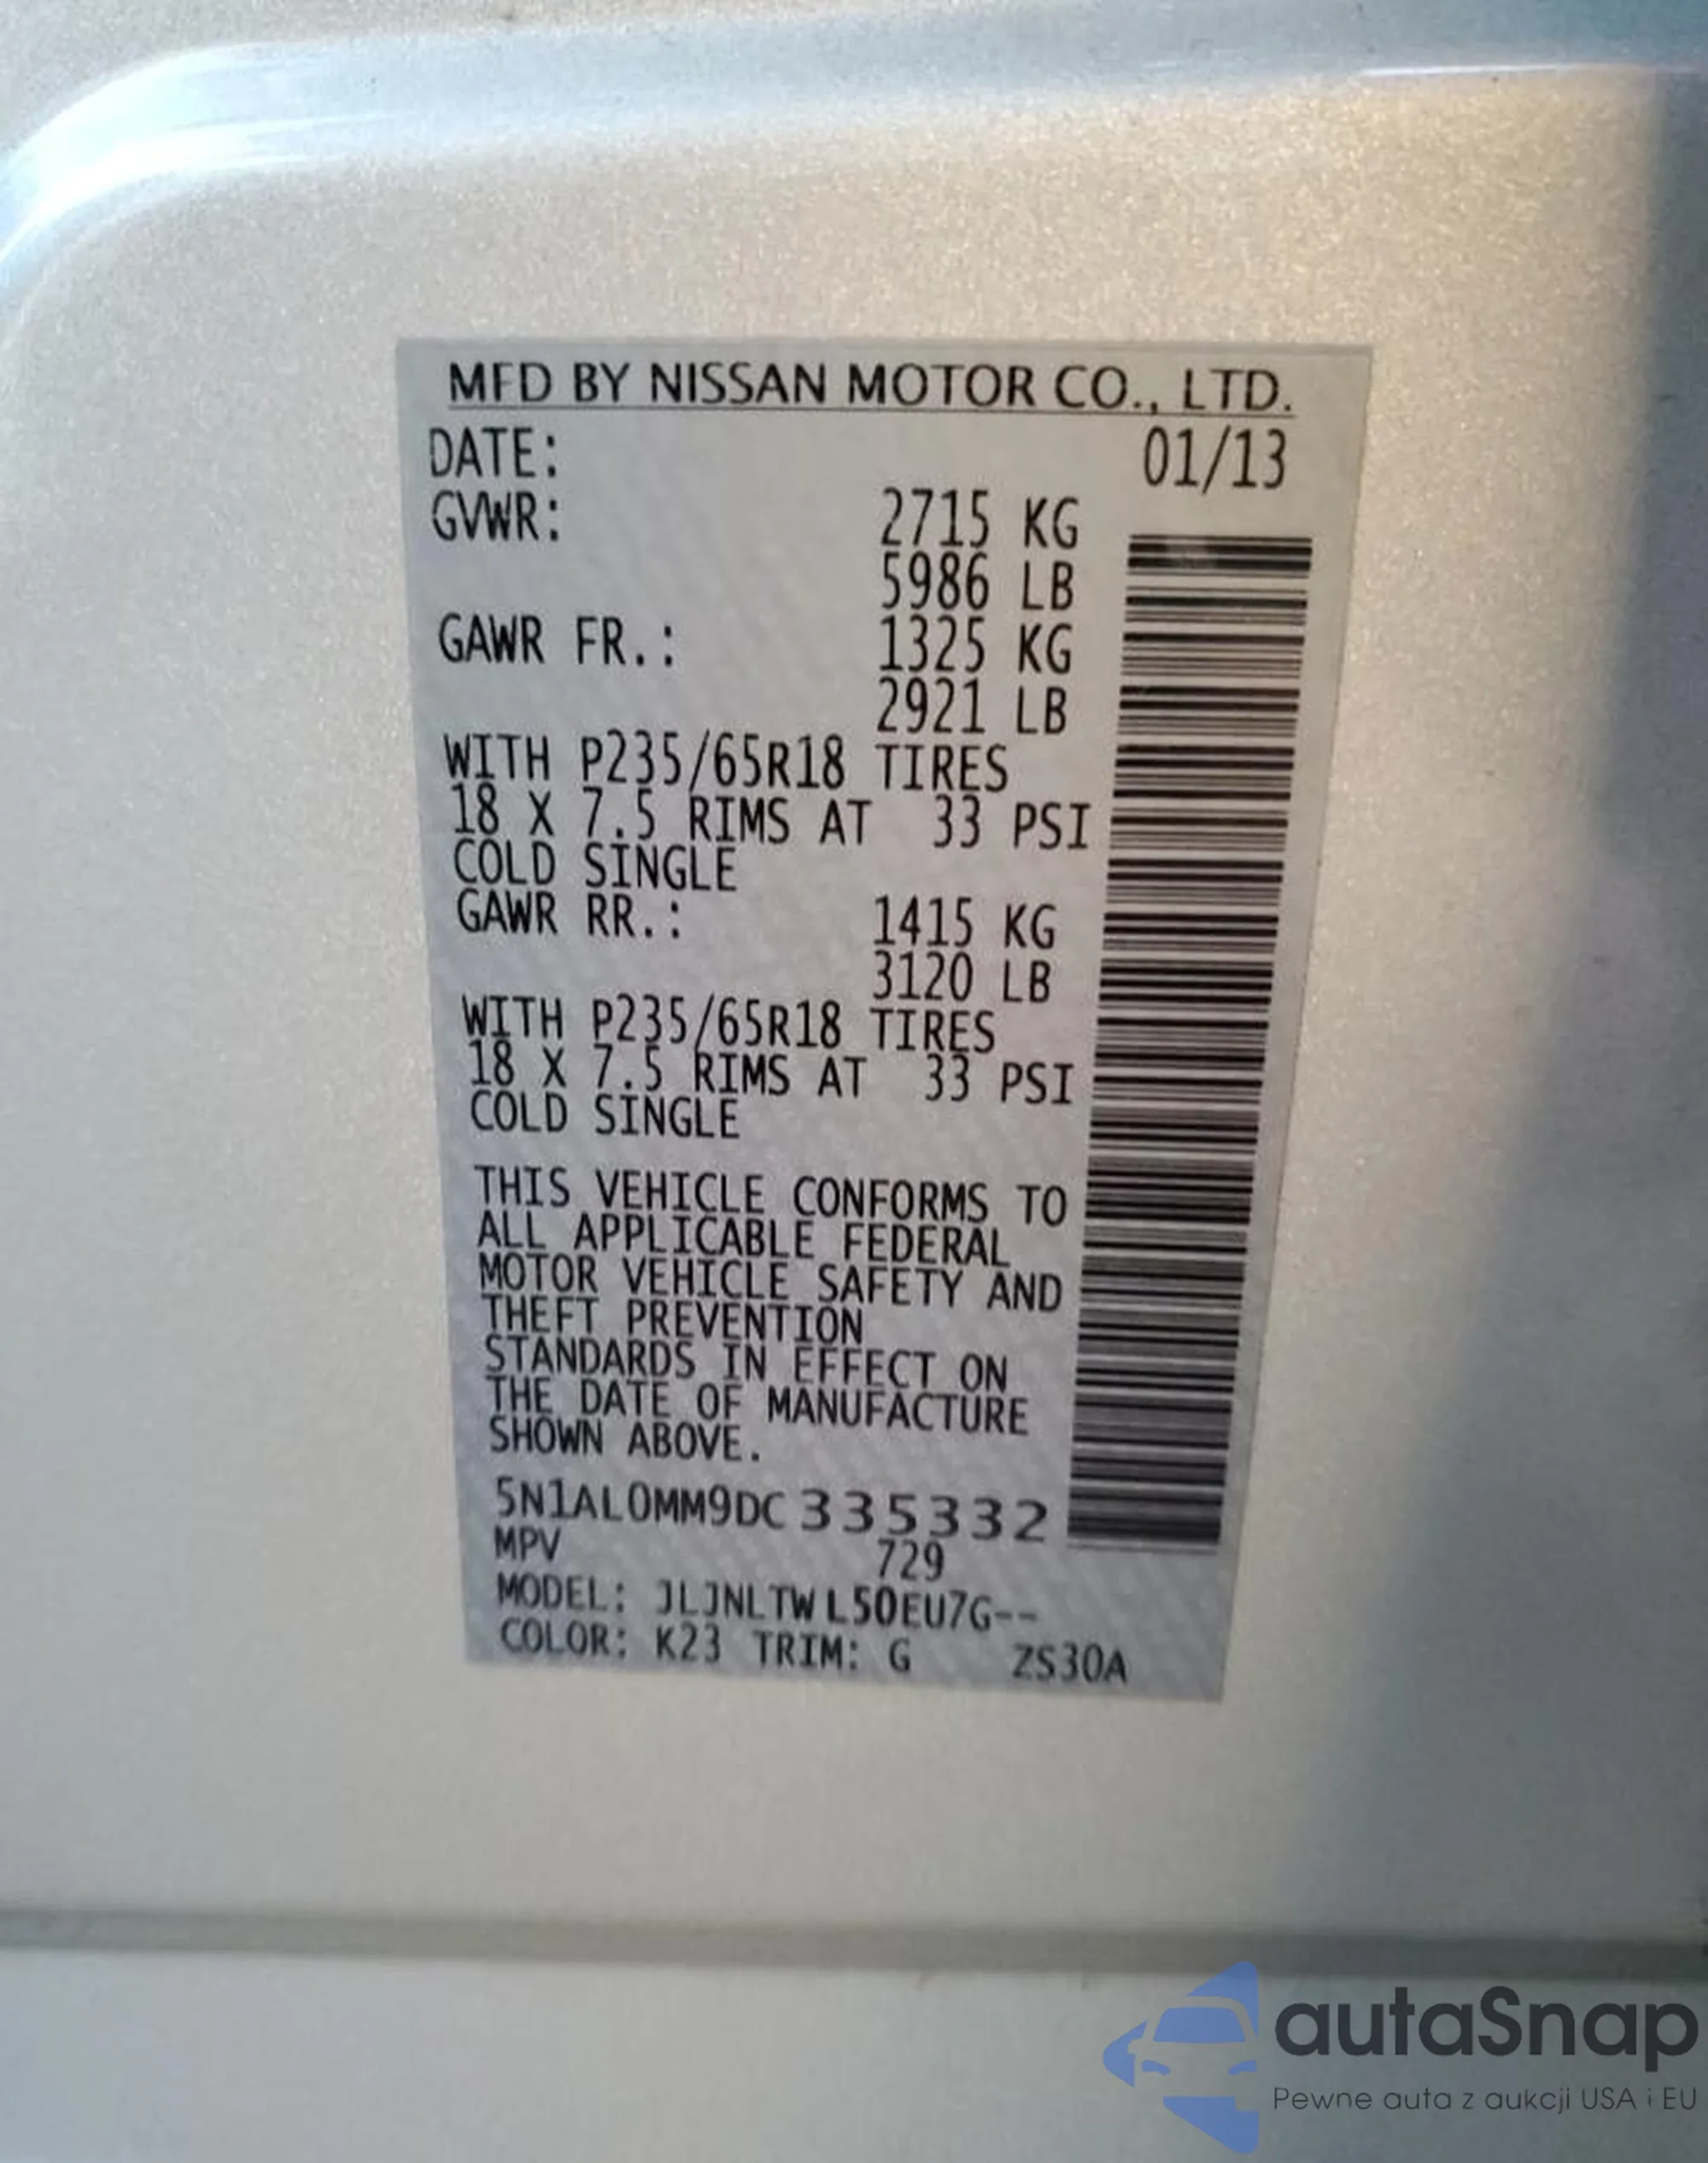 MFD BY NISSAN MOTOR CO., LTD.
DATE: 01/13
GVWR: 2715 KG
5986 LB
GAWR FR.: 1325 KG
2921 LB
WITH P235/65R18 TIRES
18 X 7.5 RIMS AT 33 PSI
COLD SINGLE
GAWR RR.: 1415 KG
3120 LB
WITH P235/65R18 TIRES
18 X 7.5 RIMS AT 33 PSI
COLD SINGLE
THIS VEHICLE CONFORMS TO
ALL APPLICABLE FEDERAL
MOTOR VEHICLE SAFETY AND
THEFT PREVENTION
STANDARDS IN EFFECT ON
THE DATE OF MANUFACTURE
SHOWN ABOVE.
5N1AL0MM9DC335332
MPV 729
MODEL: JLJNLTWL50EU7G--
COLOR: K23 TRIM: G ZS30A
autaSnap
Pewne auta z aukcji USA i EU